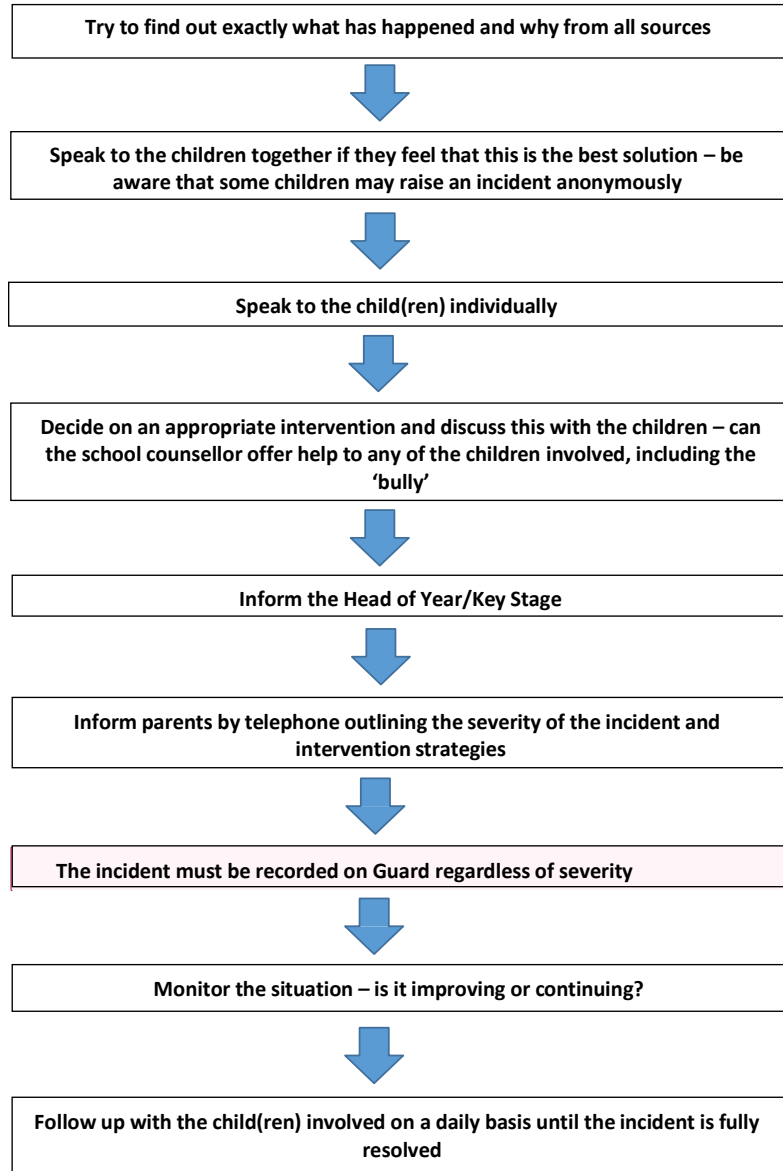 Try to find out exactly what has happened and why from all sources
Speak to the children together if they feel that this is the best solution – be
aware that some children may raise an incident anonymously
Speak to the child(ren) individually
Decide on an appropriate intervention and discuss this with the children – can
the school counsellor offer help to any of the children involved, including the
‘bully’
Inform the Head of Year/Key Stage
Inform parents by telephone outlining the severity of the incident and
intervention strategies
The incident must be recorded on Guard regardless of severity
Monitor the situation – is it improving or continuing?
Follow up with the child(ren) involved on a daily basis until the incident is fully
resolved